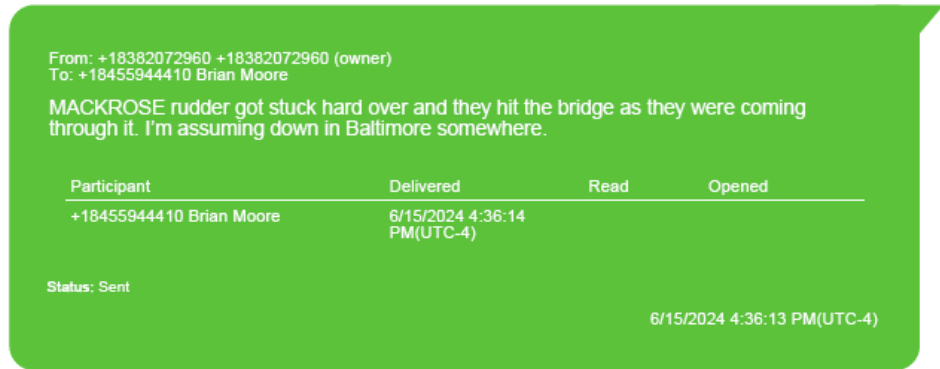 From: +18382072960 +18382072960 (owner)
To: +18455944410 Brian Moore
MACKROSE rudder got stuck hard over and they hit the bridge as they were coming
through it. I'm assuming down in Baltimore somewhere.
Participant Delivered Read Opened
+18455944410 Brian Moore 6/15/2024 4:36:14
PM(UTC-4)
Status: Sent
6/15/2024 4:36:13 PM(UTC-4)